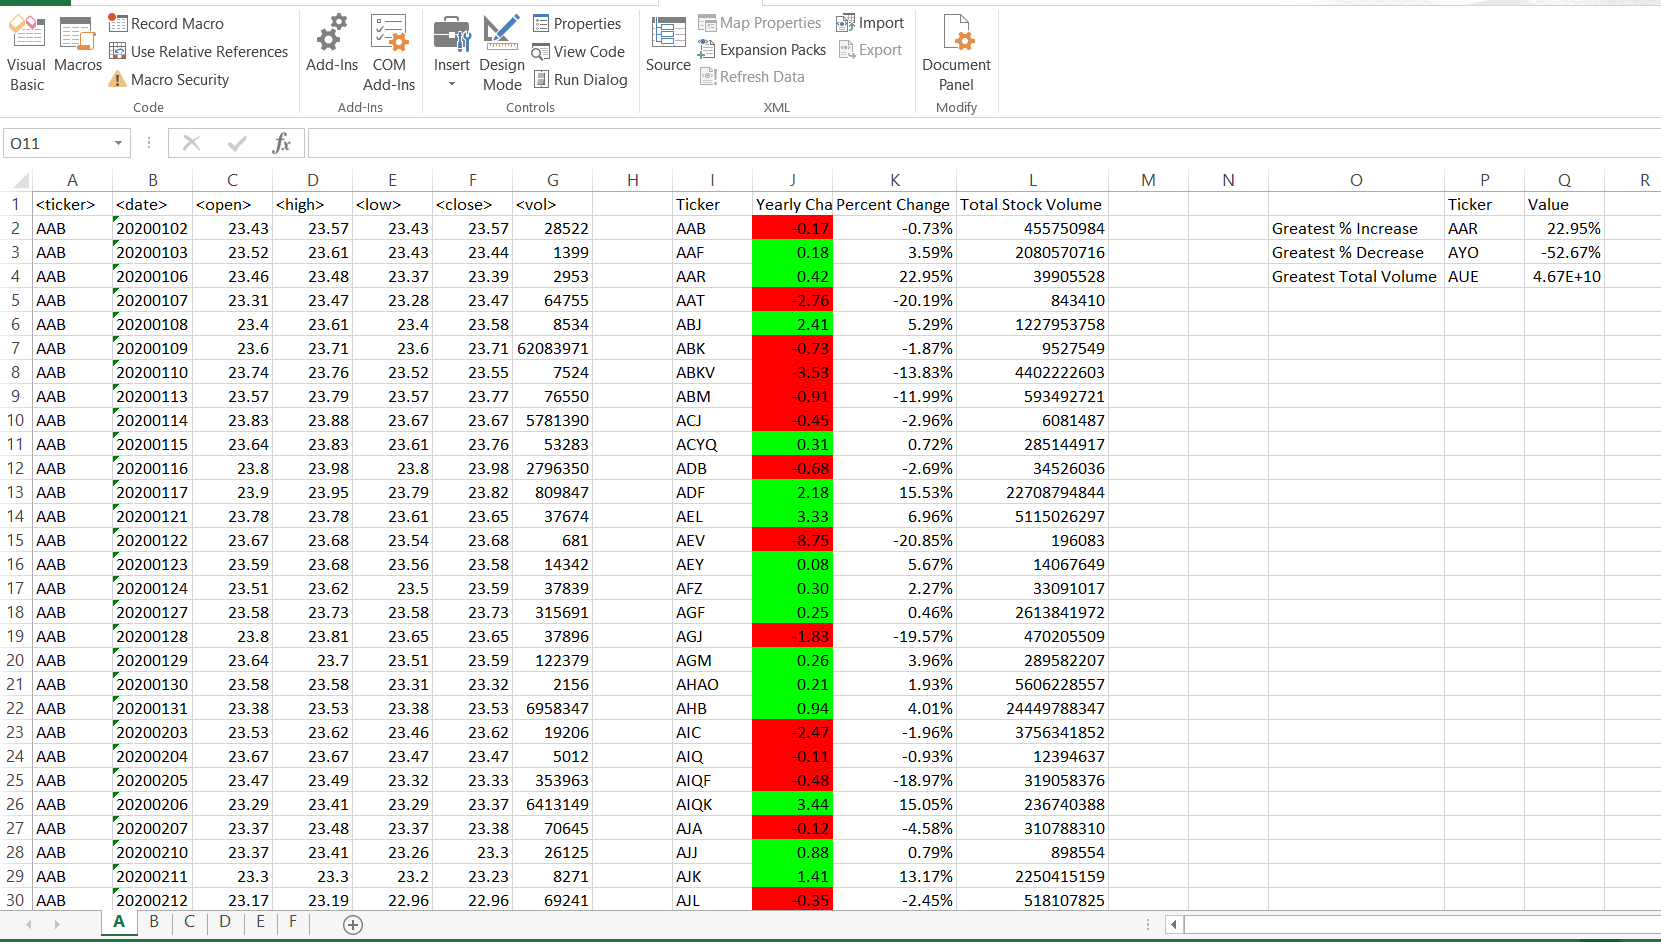 Visual Basic
Macros
Record Macro
Use Relative References
Macro Security
Code
Add-Ins
COM Add-Ins
Add-Ins
Insert
Design Mode
Properties
View Code
Run Dialog
Controls
Source
Map Properties
Expansion Packs
Refresh Data
Import
Export
XML
Document Panel
Modify
O11
fx
A B C D E F G H I J K L M N O P Q R
1 <ticker> <date> <open> <high> <low> <close> <vol> Ticker Yearly Cha Percent Change Total Stock Volume Ticker Value
2 AAB 20200102 23.43 23.57 23.43 23.57 28522 AAB -0.17 -0.73% 455750984 Greatest % Increase AAR 22.95%
3 AAB 20200103 23.52 23.61 23.43 23.44 1399 AAF 0.18 3.59% 2080570716 Greatest % Decrease AYO -52.67%
4 AAB 20200106 23.46 23.48 23.37 23.39 2953 AAR 0.42 22.95% 39905528 Greatest Total Volume AUE 4.67E+10
5 AAB 20200107 23.31 23.47 23.28 23.47 64755 AAT -2.76 -20.19% 843410
6 AAB 20200108 23.4 23.61 23.4 23.58 8534 ABJ 2.41 5.29% 1227953758
7 AAB 20200109 23.6 23.71 23.6 23.71 62083971 ABK -0.73 -1.87% 9527549
8 AAB 20200110 23.74 23.76 23.52 23.55 7524 ABKV -3.53 -13.83% 4402222603
9 AAB 20200113 23.57 23.79 23.57 23.77 76550 ABM -0.91 -11.99% 593492721
10 AAB 20200114 23.83 23.88 23.67 23.67 5781390 ACJ -0.45 -2.96% 6081487
11 AAB 20200115 23.64 23.83 23.61 23.76 53283 ACYQ 0.31 0.72% 285144917
12 AAB 20200116 23.8 23.98 23.8 23.98 2796350 ADB -0.68 -2.69% 34526036
13 AAB 20200117 23.9 23.95 23.79 23.82 809847 ADF 2.18 15.53% 22708794844
14 AAB 20200121 23.78 23.78 23.61 23.65 37674 AEL 3.33 6.96% 5115026297
15 AAB 20200122 23.67 23.68 23.54 23.68 681 AEV -8.75 -20.85% 196083
16 AAB 20200123 23.59 23.68 23.56 23.58 14342 AEY 0.08 5.67% 14067649
17 AAB 20200124 23.51 23.62 23.5 23.59 37839 AFZ 0.30 2.27% 33091017
18 AAB 20200127 23.58 23.73 23.58 23.73 315691 AGF 0.25 0.46% 2613841972
19 AAB 20200128 23.8 23.81 23.65 23.65 37896 AGJ -1.83 -19.57% 470205509
20 AAB 20200129 23.64 23.7 23.51 23.59 122379 AGM 0.26 3.96% 289582207
21 AAB 20200130 23.58 23.58 23.31 23.32 2156 AHAO 0.21 1.93% 5606228557
22 AAB 20200131 23.38 23.53 23.38 23.53 6958347 AHB 0.94 4.01% 24449788347
23 AAB 20200203 23.53 23.62 23.46 23.62 19206 AIC -2.47 -1.96% 3756341852
24 AAB 20200204 23.67 23.67 23.47 23.47 5012 AIQ -0.11 -0.93% 12394637
25 AAB 20200205 23.47 23.49 23.32 23.33 353963 AIQF -0.48 -18.97% 319058376
26 AAB 20200206 23.29 23.41 23.29 23.37 6413149 AIQK 3.44 15.05% 236740388
27 AAB 20200207 23.37 23.48 23.37 23.38 70645 AJA -0.12 -4.58% 310788310
28 AAB 20200210 23.37 23.41 23.26 23.3 26125 AJJ 0.88 0.79% 898554
29 AAB 20200211 23.3 23.3 23.2 23.23 8271 AJK 1.41 13.17% 2250415159
30 AAB 20200212 23.17 23.19 22.96 22.96 69241 AJL -0.35 -2.45% 518107825
A B C D E F